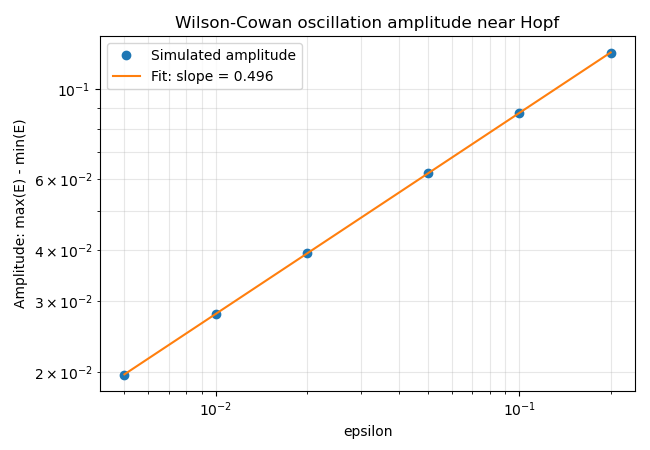 Wilson-Cowan oscillation amplitude near Hopf
Simulated amplitude
Fit: slope = 0.496
Amplitude: max(E) - min(E)
10⁻¹
6 × 10⁻²
4 × 10⁻²
3 × 10⁻²
2 × 10⁻²
10⁻² 10⁻¹
epsilon